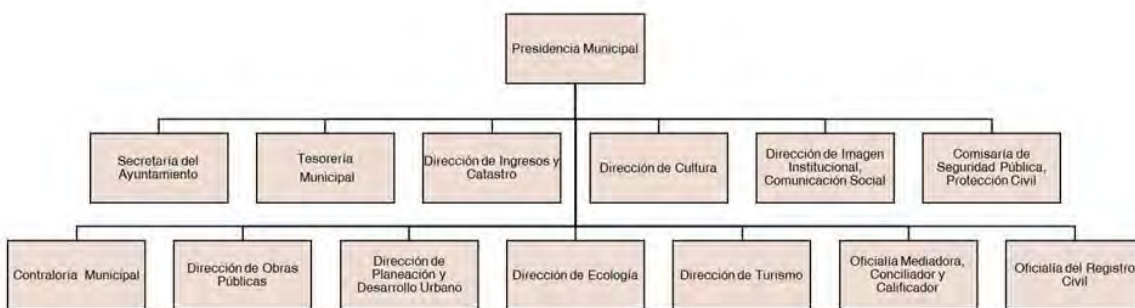 Presidencia Municipal
Secretaría del
Ayuntamiento
Tesorería
Municipal
Dirección de Ingresos y
Catastro
Dirección de Cultura
Dirección de Imagen
Institucional,
Comunicación Social
Comisaría de
Seguridad Pública,
Protección Civil
Contraloría Municipal
Dirección de Obras
Públicas
Dirección de
Planeación y
Desarrollo Urbano
Dirección de Ecología
Dirección de Turismo
Oficialía Mediadora,
Conciliador y
Calificador
Oficialía del Registro
Civil